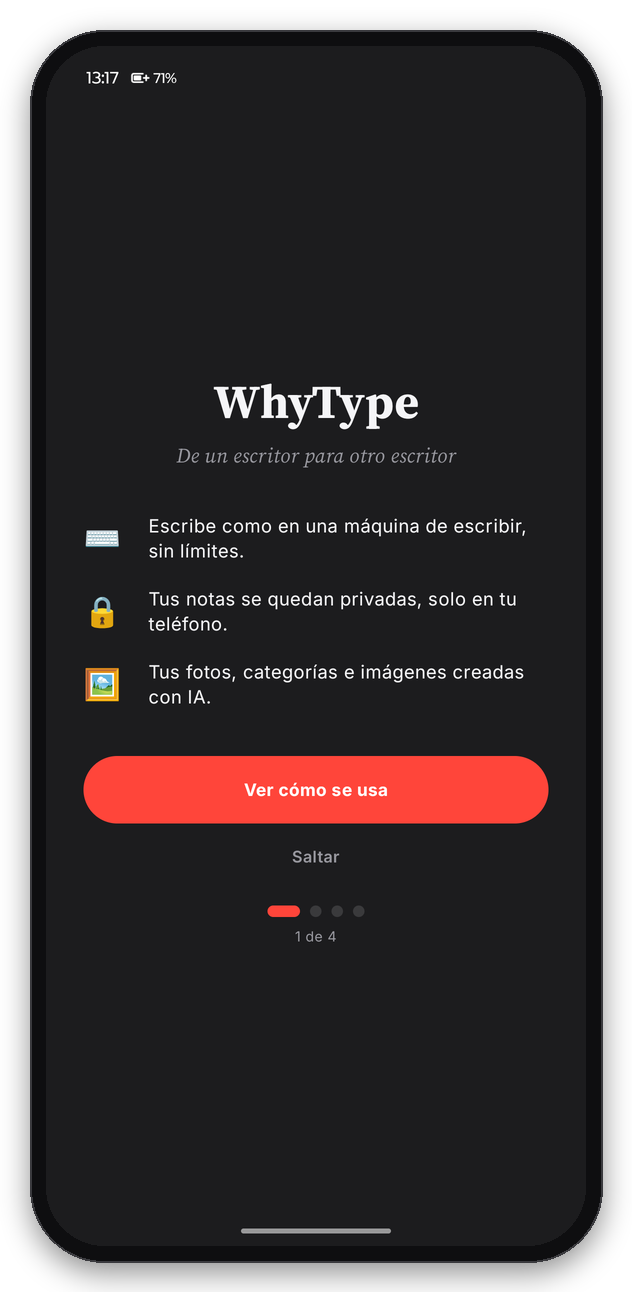 13:17 71%
WhyType
De un escritor para otro escritor
Escribe como en una máquina de escribir,
sin límites.
Tus notas se quedan privadas, solo en tu
teléfono.
Tus fotos, categorías e imágenes creadas
con IA.
Ver cómo se usa
Saltar
1 de 4